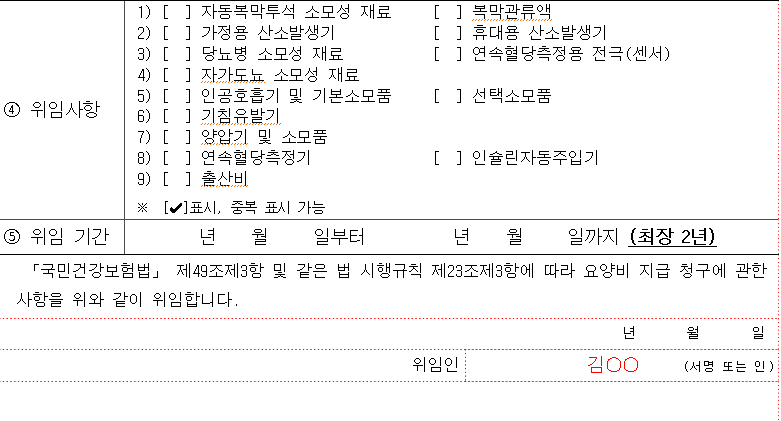 ④ 위임사항
1) [ ] 자동복막투석 소모성 재료 [ ] 복막관류액
2) [ ] 가정용 산소발생기 [ ] 휴대용 산소발생기
3) [ ] 당뇨병 소모성 재료 [ ] 연속혈당측정용 전극(센서)
4) [ ] 자가도뇨 소모성 재료
5) [ ] 인공호흡기 및 기본소모품 [ ] 선택소모품
6) [ ] 기침유발기
7) [ ] 양압기 및 소모품
8) [ ] 연속혈당측정기 [ ] 인슐린자동주입기
9) [ ] 출산비
※ [✔]표시, 중복 표시 가능
⑤ 위임 기간 년 월 일부터 년 월 일까지 (최장 2년)
「국민건강보험법」 제49조제3항 및 같은 법 시행규칙 제23조제3항에 따라 요양비 지급 청구에 관한
사항을 위와 같이 위임합니다.
년 월 일
위임인 김○○ (서명 또는 인)